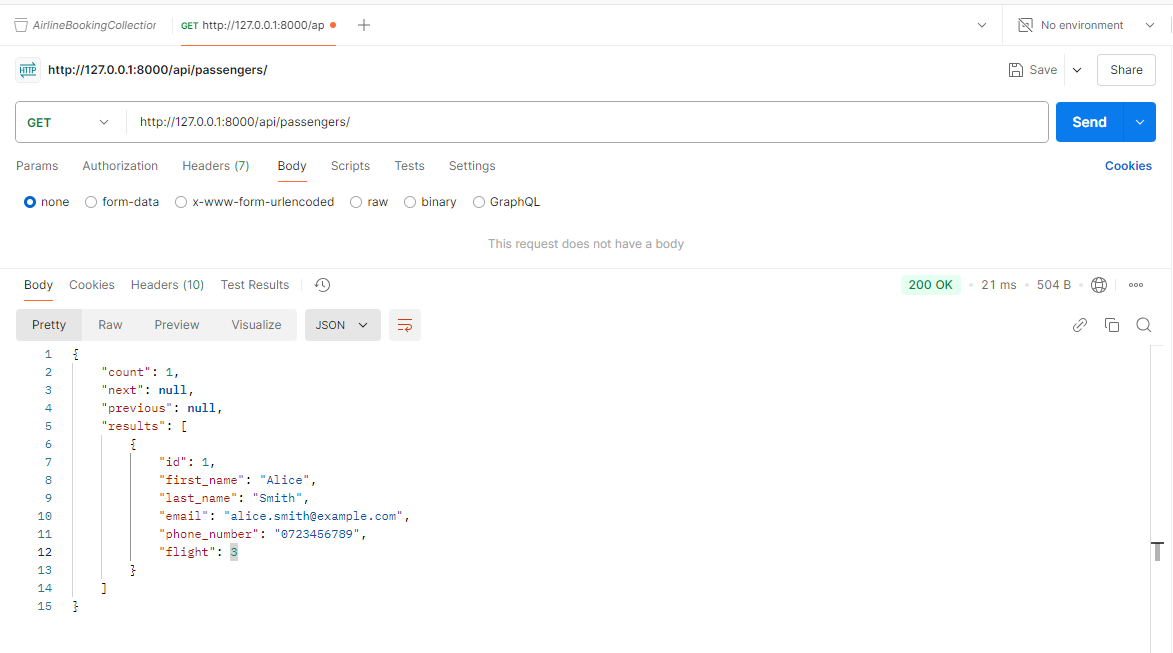 AirlineBookingCollection GET http://127.0.0.1:8000/ap No environment
HTTP http://127.0.0.1:8000/api/passengers/ Save Share
GET http://127.0.0.1:8000/api/passengers/ Send
Params Authorization Headers (7) Body Scripts Tests Settings Cookies
none form-data x-www-form-urlencoded raw binary GraphQL
This request does not have a body
Body Cookies Headers (10) Test Results 200 OK • 21 ms • 504 B •
Pretty Raw Preview Visualize JSON
1 {
2 "count": 1,
3 "next": null,
4 "previous": null,
5 "results": [
6 {
7 "id": 1,
8 "first_name": "Alice",
9 "last_name": "Smith",
10 "email": "alice.smith@example.com",
11 "phone_number": "0723456789",
12 "flight": 3
13 }
14 ]
15 }